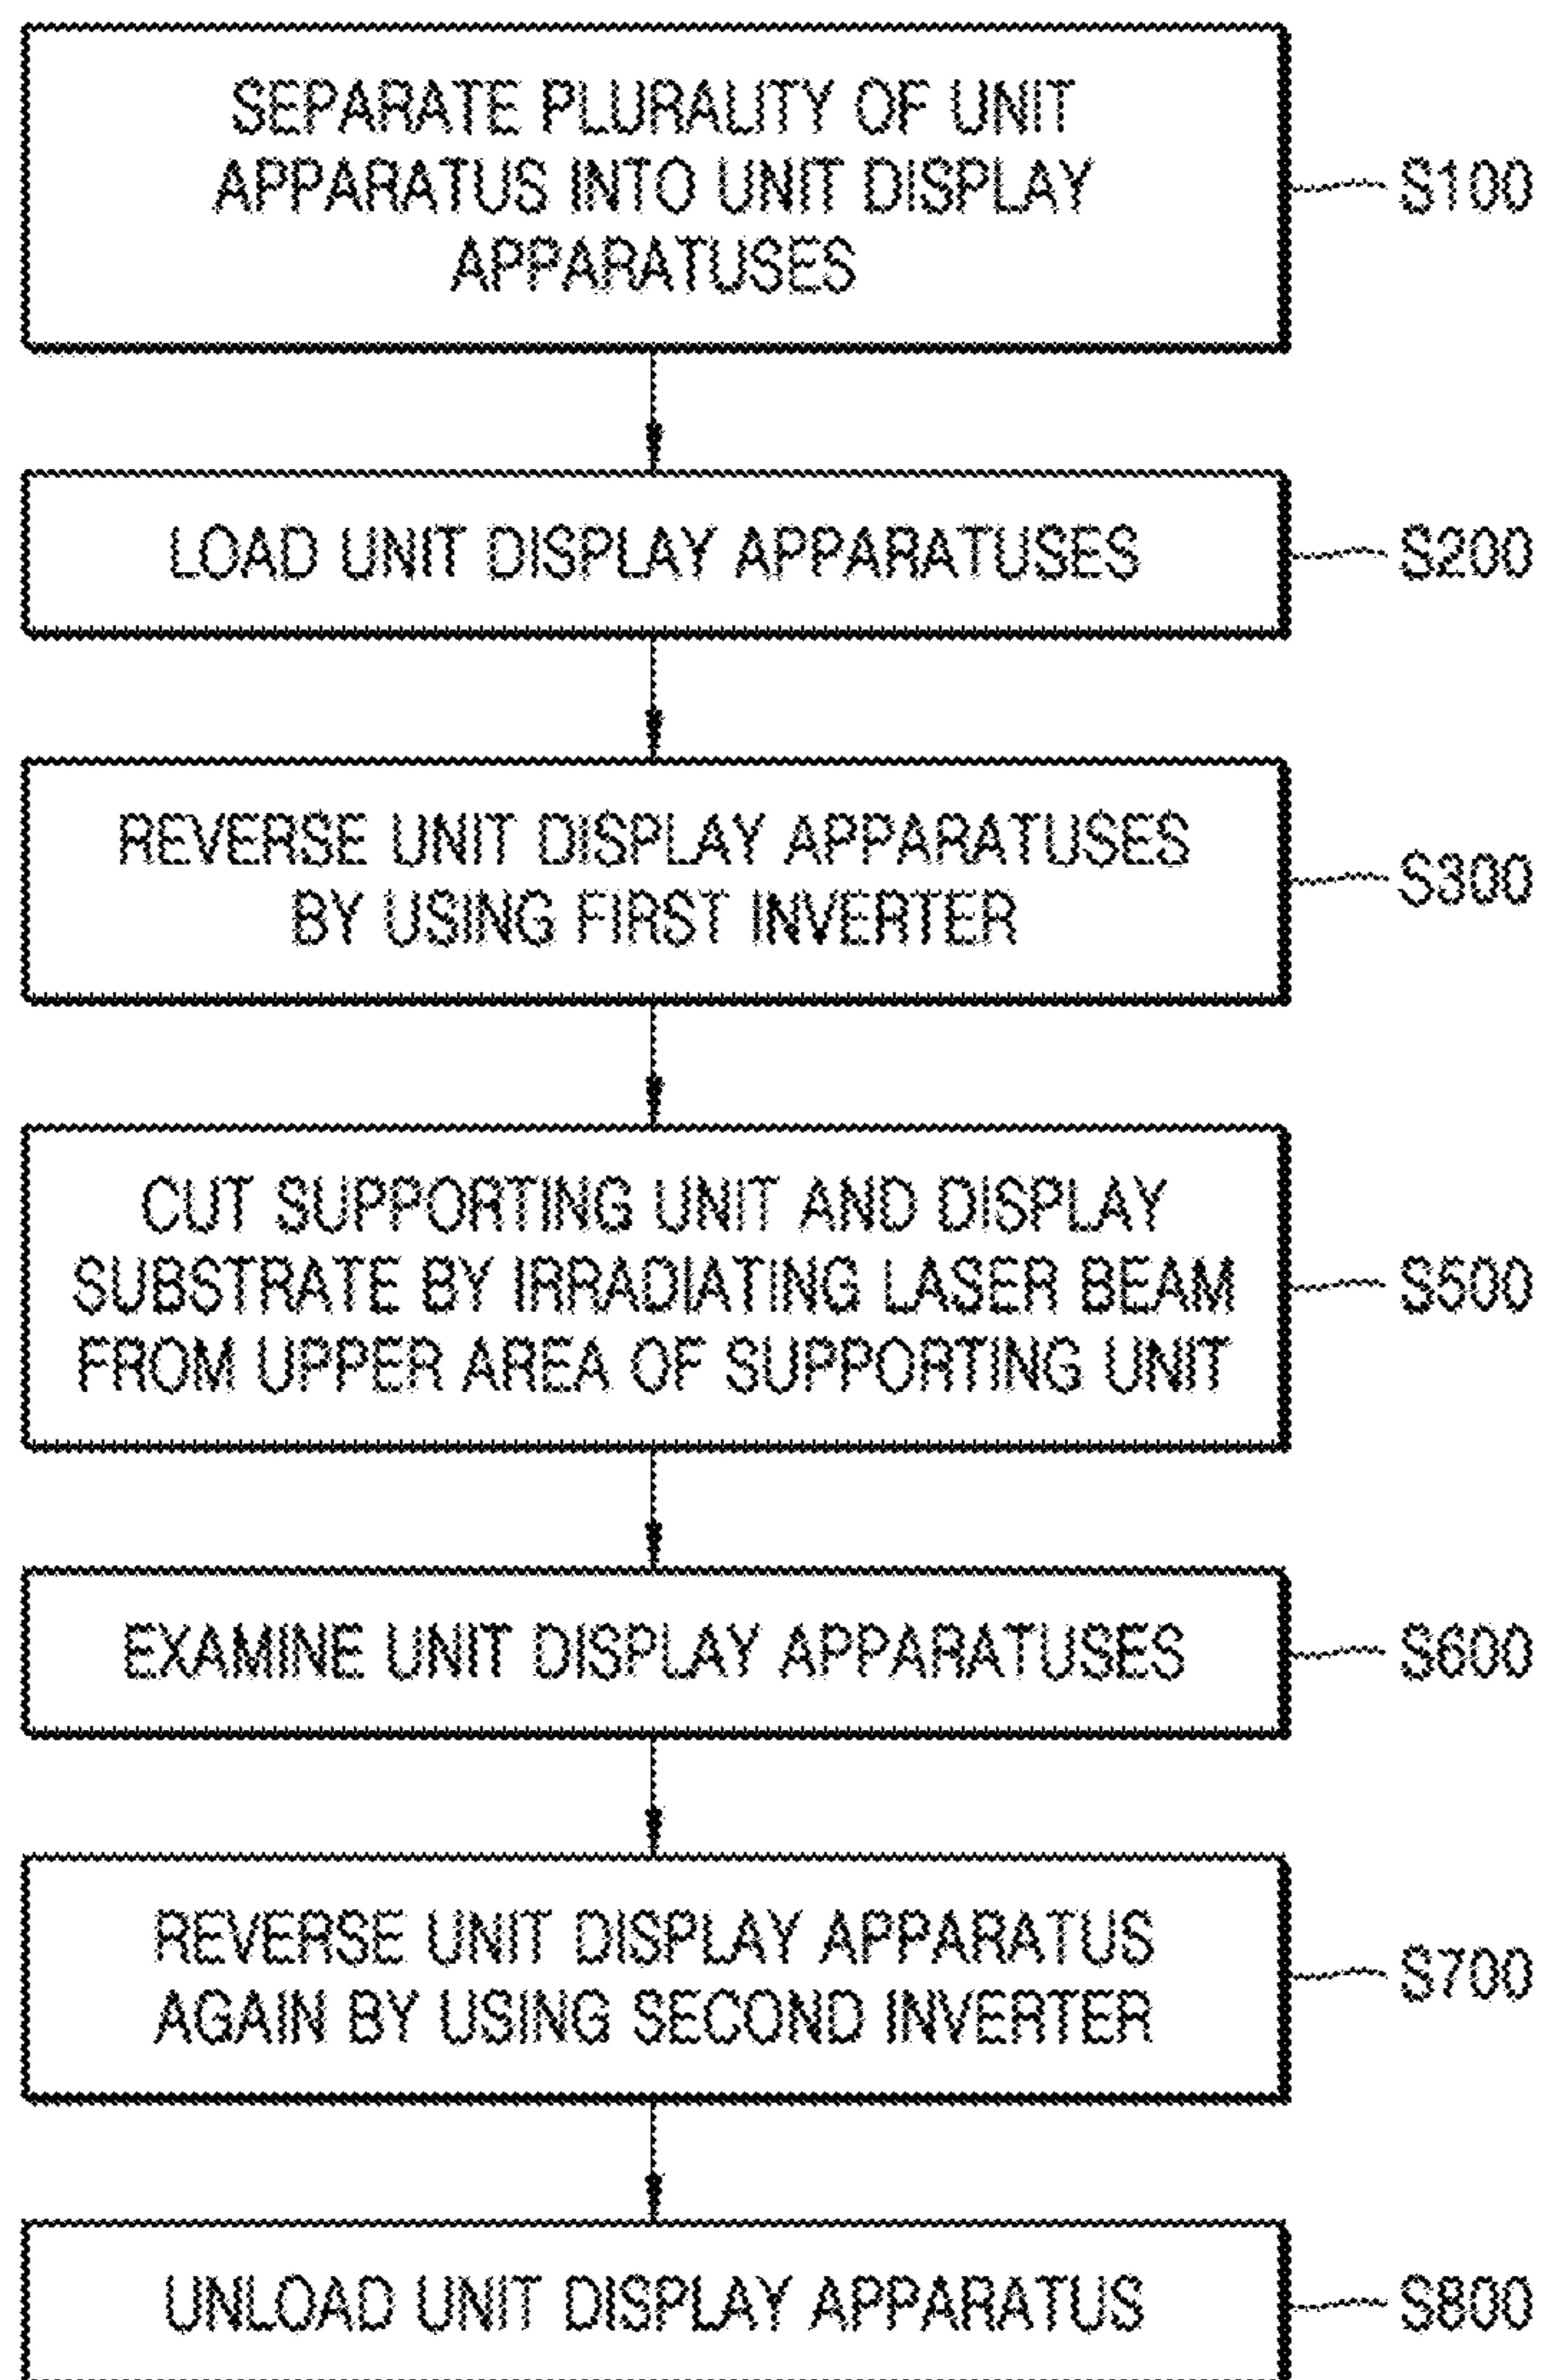 SEPARATE PLURALITY OF UNIT
APPARATUS INTO UNIT DISPLAY
APPARATUSES
S100
LOAD UNIT DISPLAY APPARATUSES
S200
REVERSE UNIT DISPLAY APPARATUSES
BY USING FIRST INVERTER
S300
CUT SUPPORTING UNIT AND DISPLAY
SUBSTRATE BY IRRADIATING LASER BEAM
FROM UPPER AREA OF SUPPORTING UNIT
S500
EXAMINE UNIT DISPLAY APPARATUSES
S600
REVERSE UNIT DISPLAY APPARATUS
AGAIN BY USING SECOND INVERTER
S700
UNLOAD UNIT DISPLAY APPARATUS
S800